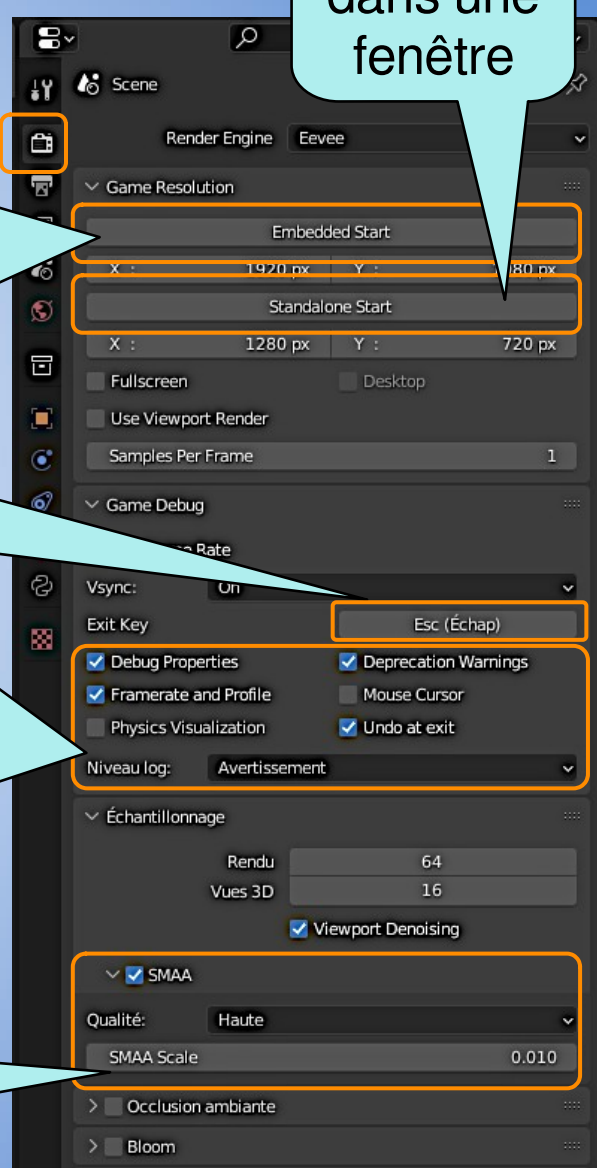 dans une
fenêtre
Scene
Render Engine Eevee
Game Resolution
Embedded Start
X : 1920 px Y : 080 px
Standalone Start
X : 1280 px Y : 720 px
Fullscreen Desktop
Use Viewport Render
Samples Per Frame 1
Game Debug
Rate
Vsync: On
Exit Key Esc (Échap)
Debug Properties Deprecation Warnings
Framerate and Profile Mouse Cursor
Physics Visualization Undo at exit
Niveau log: Avertissement
Échantillonnage
Rendu 64
Vues 3D 16
Viewport Denoising
SMAA
Qualité: Haute
SMAA Scale 0.010
Occlusion ambiante
Bloom